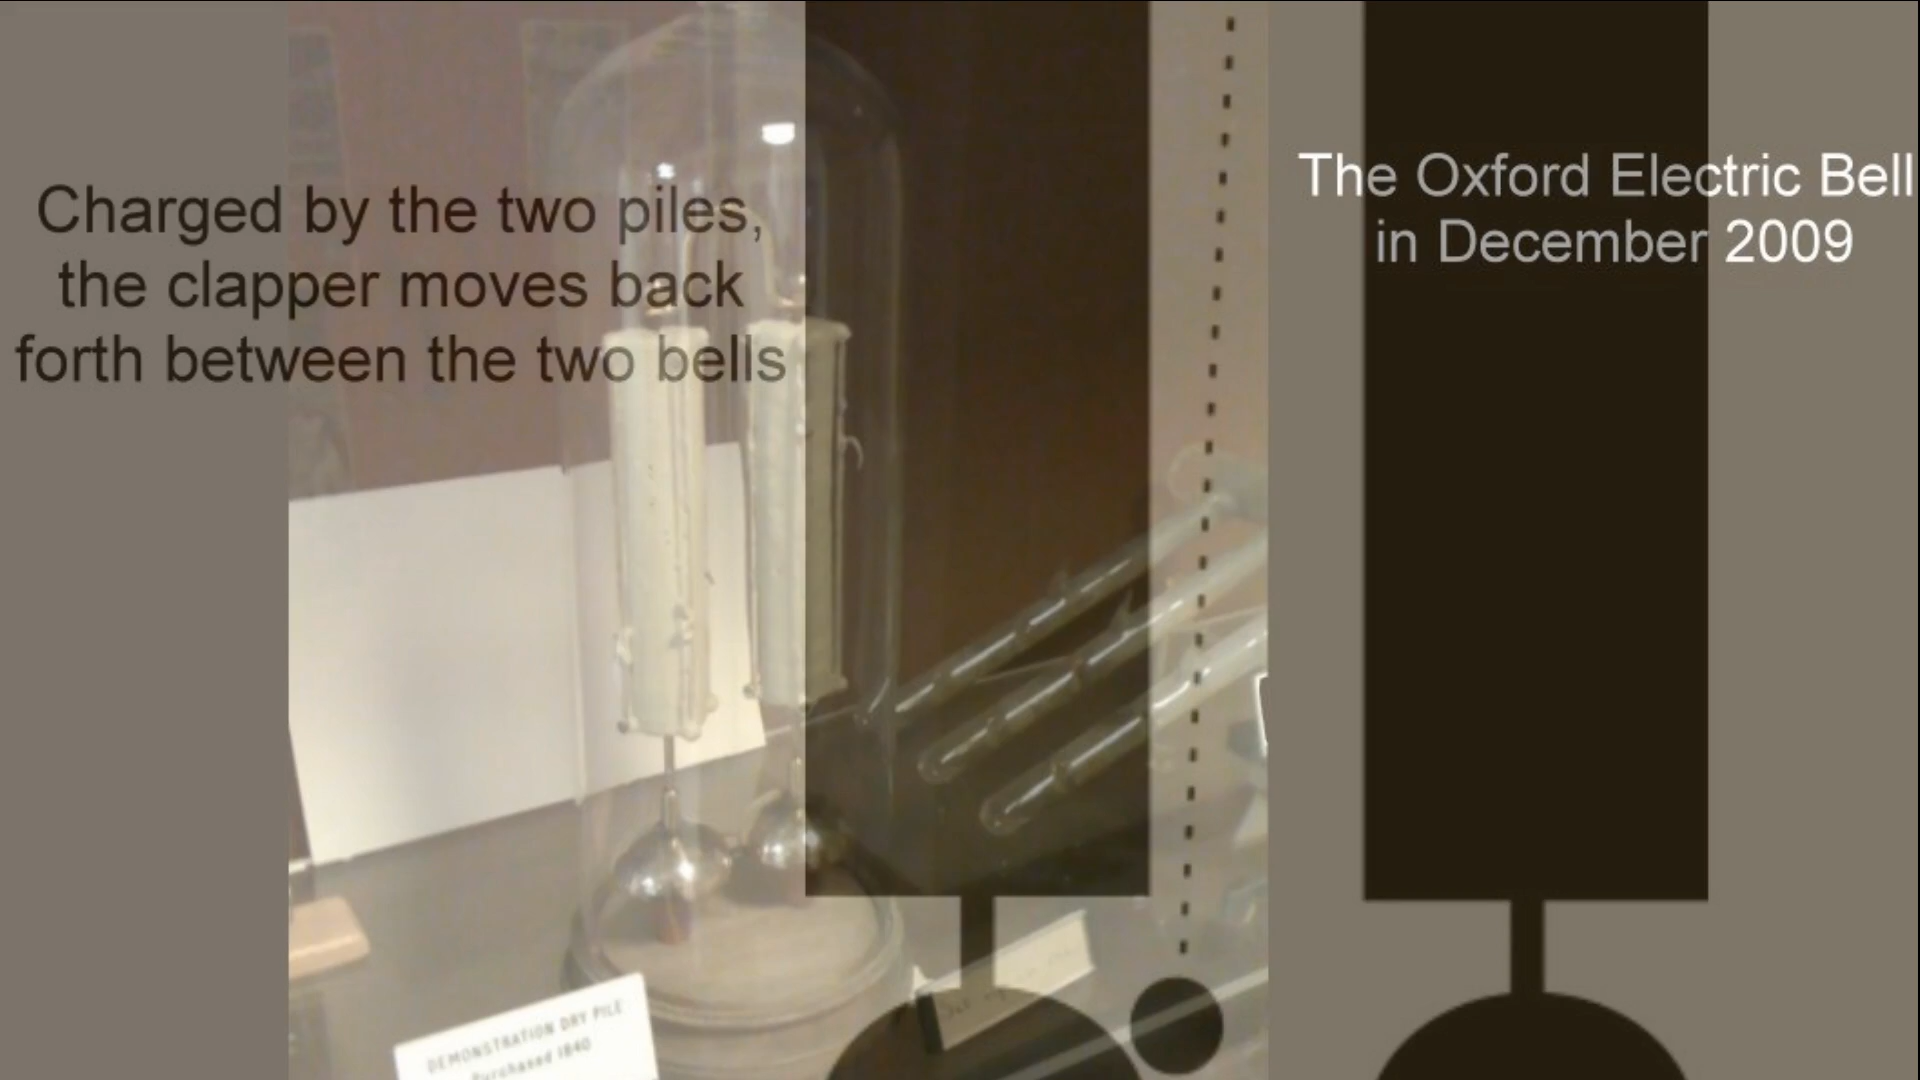 Charged by the two piles,
the clapper moves back
forth between the two bells
The Oxford Electric Bell
in December 2009
DEMONSTRATION DRY PILE
Purchased 1840